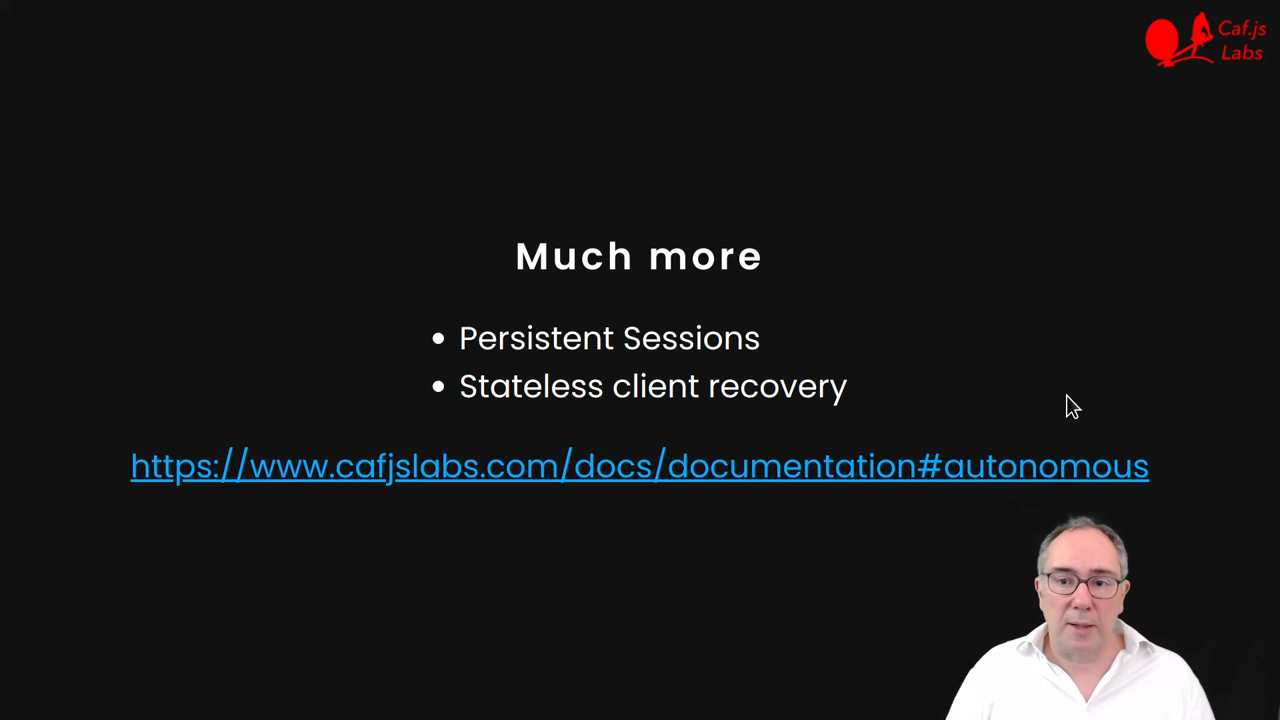 Caf.js
Labs
Much more
Persistent Sessions
Stateless client recovery
https://www.cafjslabs.com/docs/documentation#autonomous